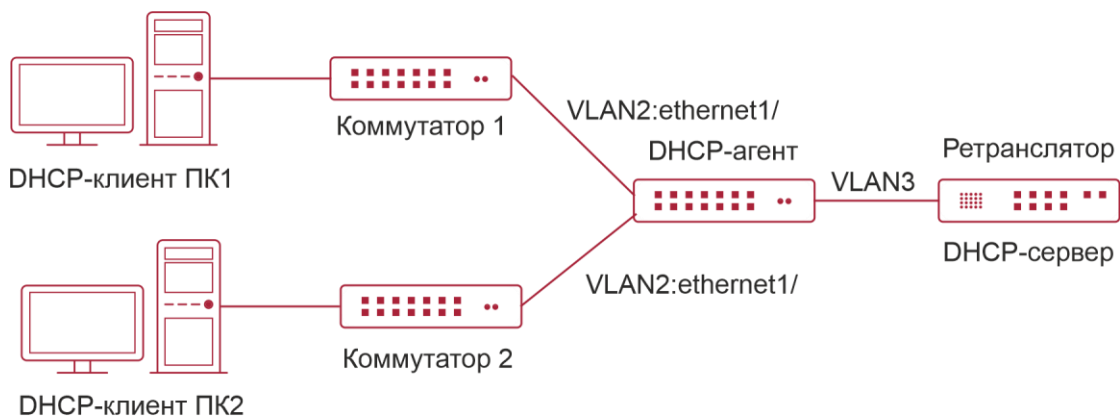 Коммутатор 1
DHCP-клиент ПК1
VLAN2:ethernet1/
DHCP-агент
VLAN3
Ретранслятор
DHCP-сервер
VLAN2:ethernet1/
Коммутатор 2
DHCP-клиент ПК2